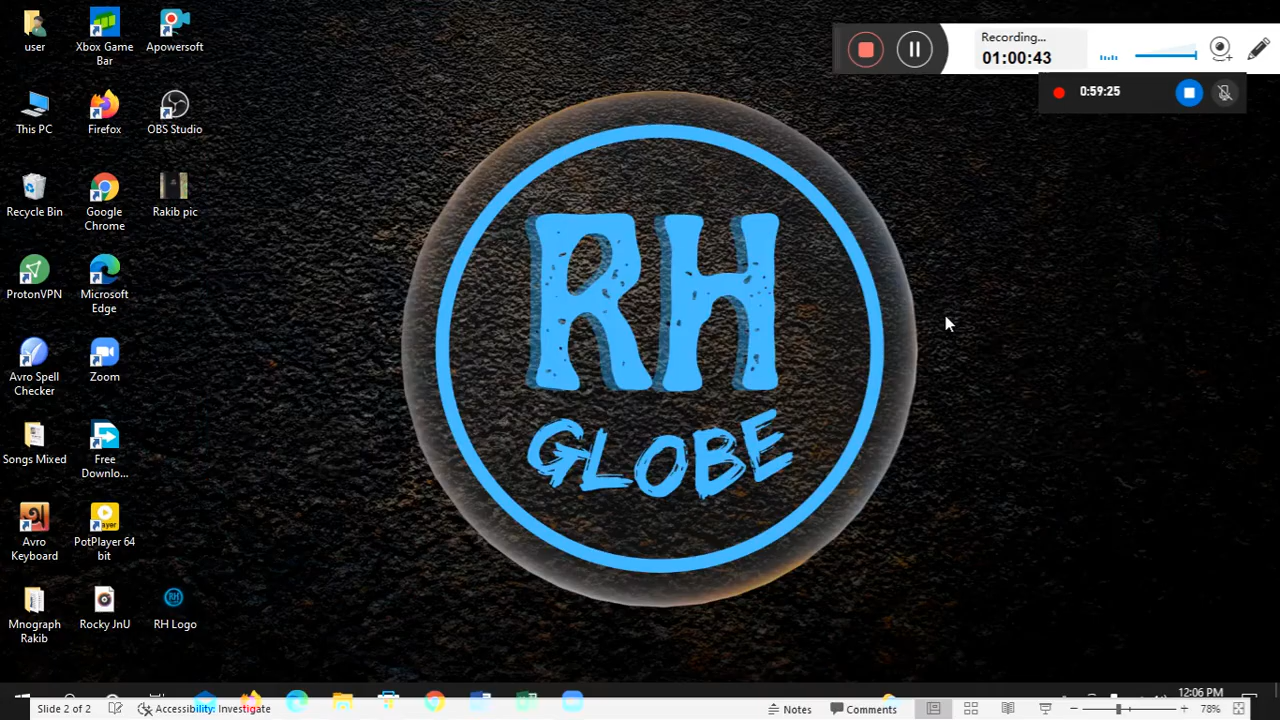 user
Xbox Game
Bar
Apowersoft
Recording...
01:00:43
0:59:25
This PC
Firefox
OBS Studio
Recycle Bin
Google
Chrome
Rakib pic
RH
GLOBE
ProtonVPN
Microsoft
Edge
Avro Spell
Checker
Zoom
Songs Mixed
Free
Downlo...
Avro
Keyboard
PotPlayer 64
bit
Mnograph
Rakib
Rocky JnU
RH Logo
12:06 PM
Slide 2 of 2
Accessibility: Investigate
Notes
Comments
78%